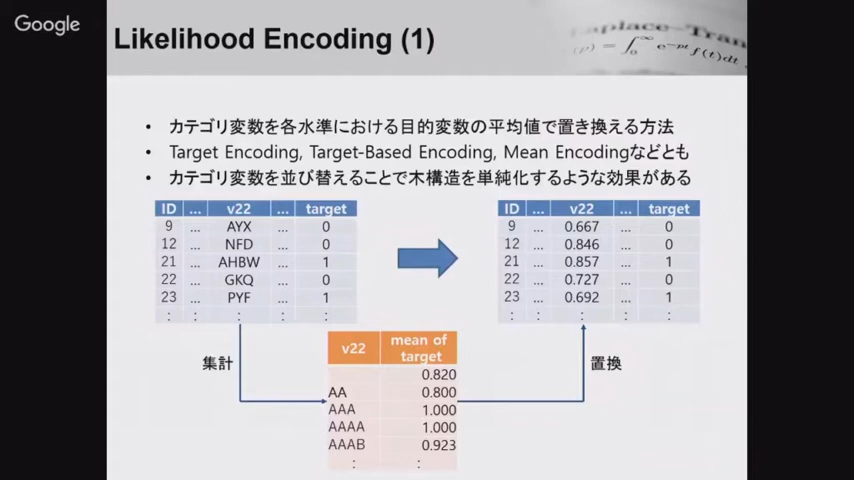 Google
Likelihood Encoding (1)
• カテゴリ変数を各水準における目的変数の平均値で置き換える方法
• Target Encoding, Target-Based Encoding, Mean Encodingなどとも
• カテゴリ変数を並び替えることで木構造を単純化するような効果がある
ID ... v22 ... target
9 ... AYX ... 0
12 ... NFD ... 0
21 ... AHBW ... 1
22 ... GKQ ... 0
23 ... PYF ... 1
: : : : :
ID ... v22 ... target
9 ... 0.667 ... 0
12 ... 0.846 ... 0
21 ... 0.857 ... 1
22 ... 0.727 ... 0
23 ... 0.692 ... 1
: : : : :
集計
v22 mean of target
0.820
AA 0.800
AAA 1.000
AAAA 1.000
AAAB 0.923
: :
置換